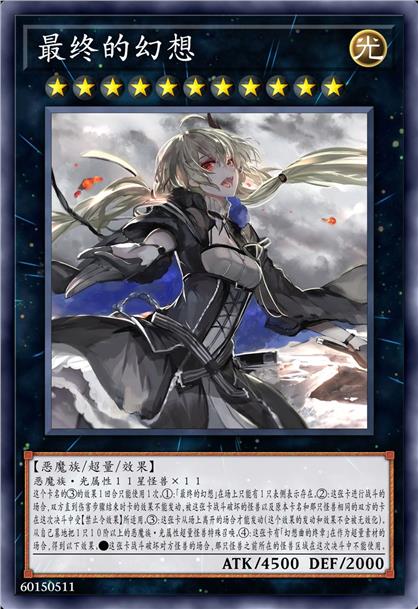 最终的幻想
光
【恶魔族/超量/效果】
恶魔族・光属性１１星怪兽×１１
这个卡名的③的效果1回合只能使用1次。①:「最终的幻想」在场上只能有1只表侧表示存在。②:这张卡进行战斗的
场合,双方直到伤害步骤结束时卡的效果不能发动,被这张卡战斗破坏的怪兽以及原本卡名和那只怪兽相同的双方的卡
在这次决斗中受【禁止令效果】所适用。③:这张卡从场上离开的场合才能发动(这个效果的发动和效果不会被无效化)。
从自己墓地把1只10阶以上的恶魔族・光属性超量怪兽特殊召唤。④:这张卡有「幻想曲的终章」在作为超量素材的
场合,得到以下效果。●这张卡战斗破坏对方怪兽的场合,那只怪兽之前所在的怪兽区域在这次决斗中不能使用。
ATK/4500 DEF/2000
60150511